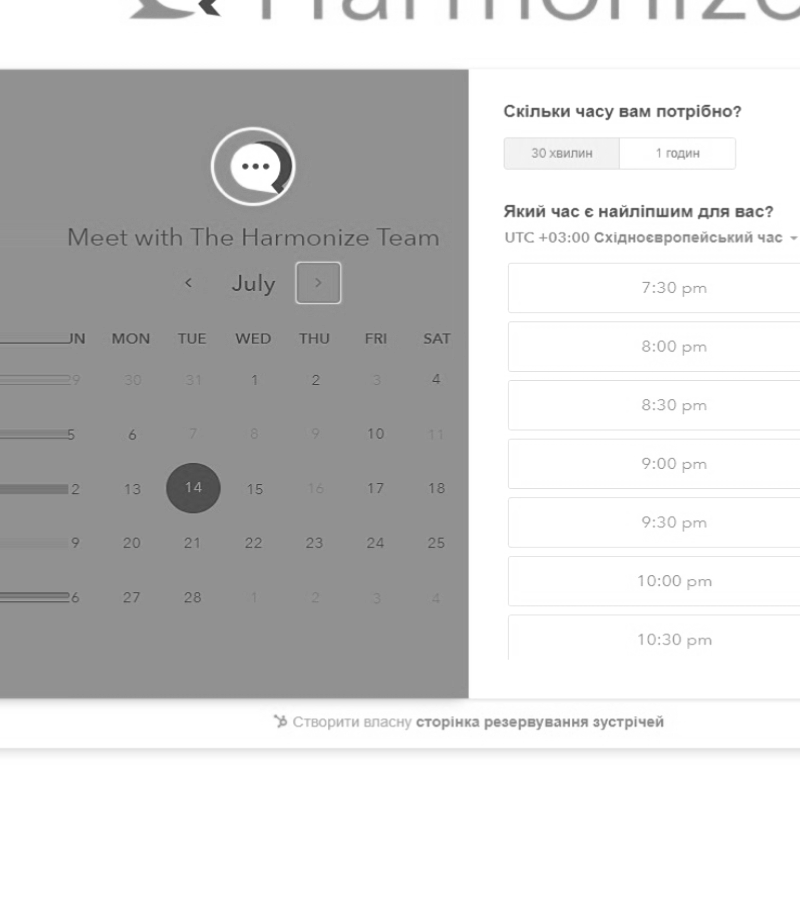 Harmonize
Meet with The Harmonize Team
July
UN MON TUE WED THU FRI SAT
29 30 31 1 2 3 4
5 6 7 8 9 10 11
2 13 14 15 16 17 18
9 20 21 22 23 24 25
6 27 28 1 2 3 4
Скільки часу вам потрібно?
30 хвилин 1 годин
Який час є найліпшим для вас?
UTC +03:00 Східноєвропейський час
7:30 pm
8:00 pm
8:30 pm
9:00 pm
9:30 pm
10:00 pm
10:30 pm
Створити власну сторінка резервування зустрічей